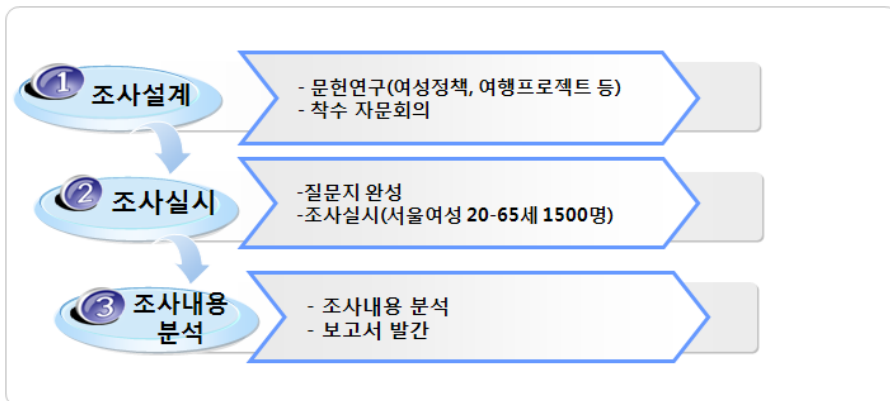 1 조사설계
- 문헌연구(여성정책, 여행프로젝트 등)
- 착수 자문회의
2 조사실시
-질문지 완성
-조사실시(서울여성 20-65세 1500명)
3 조사내용
분석
- 조사내용 분석
- 보고서 발간